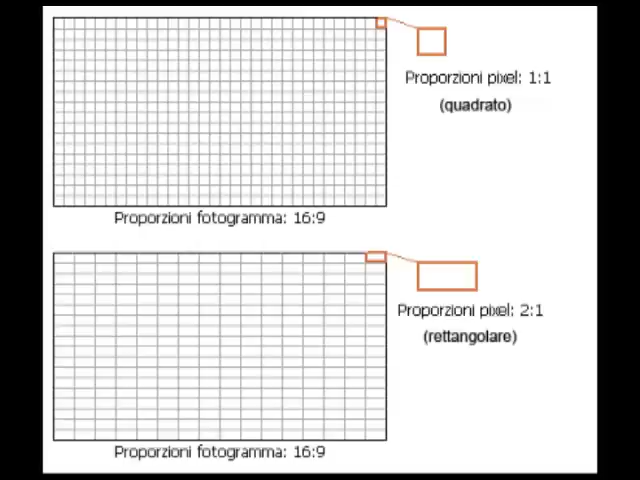 Proporzioni pixel: 1:1
(quadrato)
Proporzioni fotogramma: 16:9
Proporzioni pixel: 2:1
(rettangolare)
Proporzioni fotogramma: 16:9